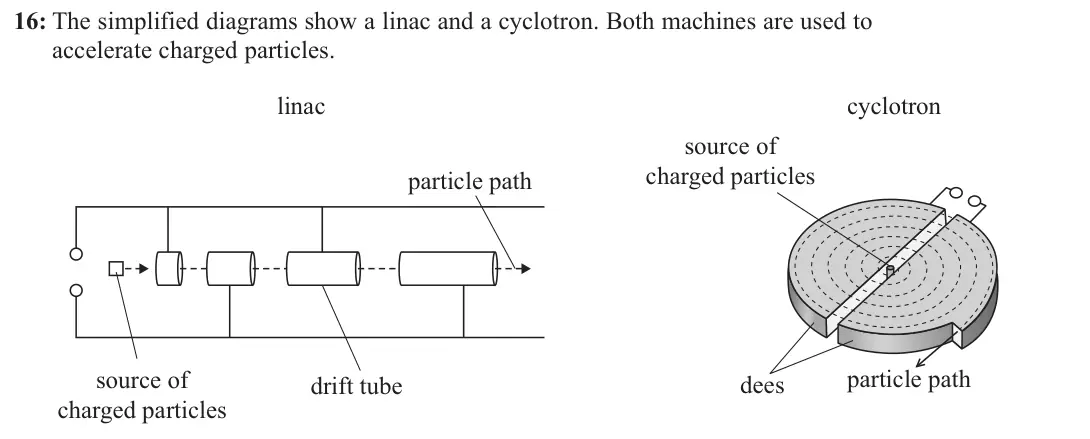 16: The simplified diagrams show a linac and a cyclotron. Both machines are used to
accelerate charged particles.
linac
cyclotron
source of
charged particles
particle path
source of
charged particles
drift tube
dees
particle path